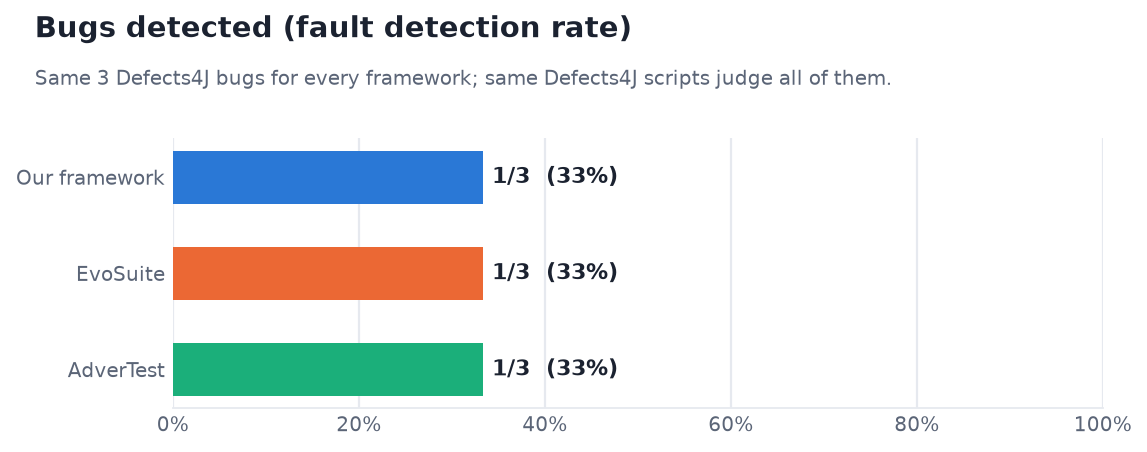 Bugs detected (fault detection rate)
Same 3 Defects4J bugs for every framework; same Defects4J scripts judge all of them.
Our framework 1/3 (33%)
EvoSuite 1/3 (33%)
AdverTest 1/3 (33%)
0% 20% 40% 60% 80% 100%